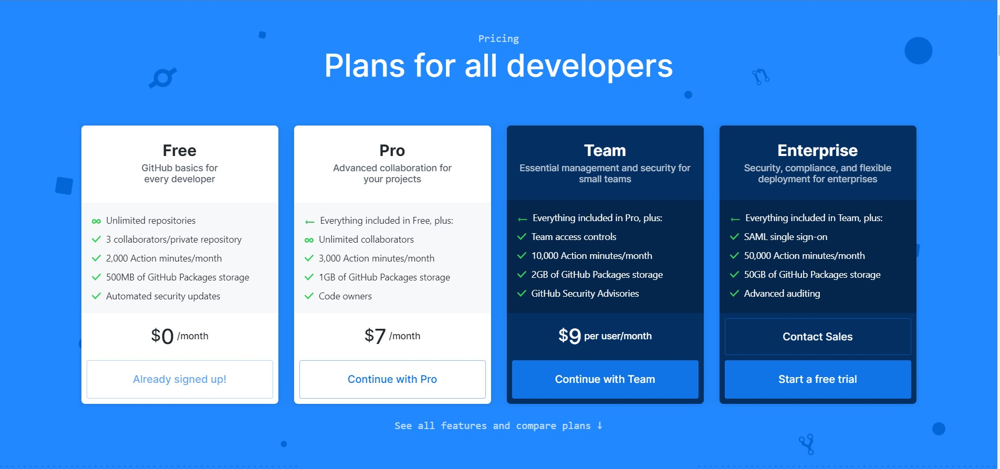 Pricing
Plans for all developers
Free
GitHub basics for
every developer
Unlimited repositories
3 collaborators/private repository
2,000 Action minutes/month
500MB of GitHub Packages storage
Automated security updates
$0 /month
Already signed up!
Pro
Advanced collaboration for
your projects
← Everything included in Free, plus:
Unlimited collaborators
3,000 Action minutes/month
1GB of GitHub Packages storage
Code owners
$7 /month
Continue with Pro
Team
Essential management and security for
small teams
← Everything included in Pro, plus:
Team access controls
10,000 Action minutes/month
2GB of GitHub Packages storage
GitHub Security Advisories
$9 per user/month
Continue with Team
Enterprise
Security, compliance, and flexible
deployment for enterprises
← Everything included in Team, plus:
SAML single sign-on
50,000 Action minutes/month
50GB of GitHub Packages storage
Advanced auditing
Contact Sales
Start a free trial
See all features and compare plans ↓